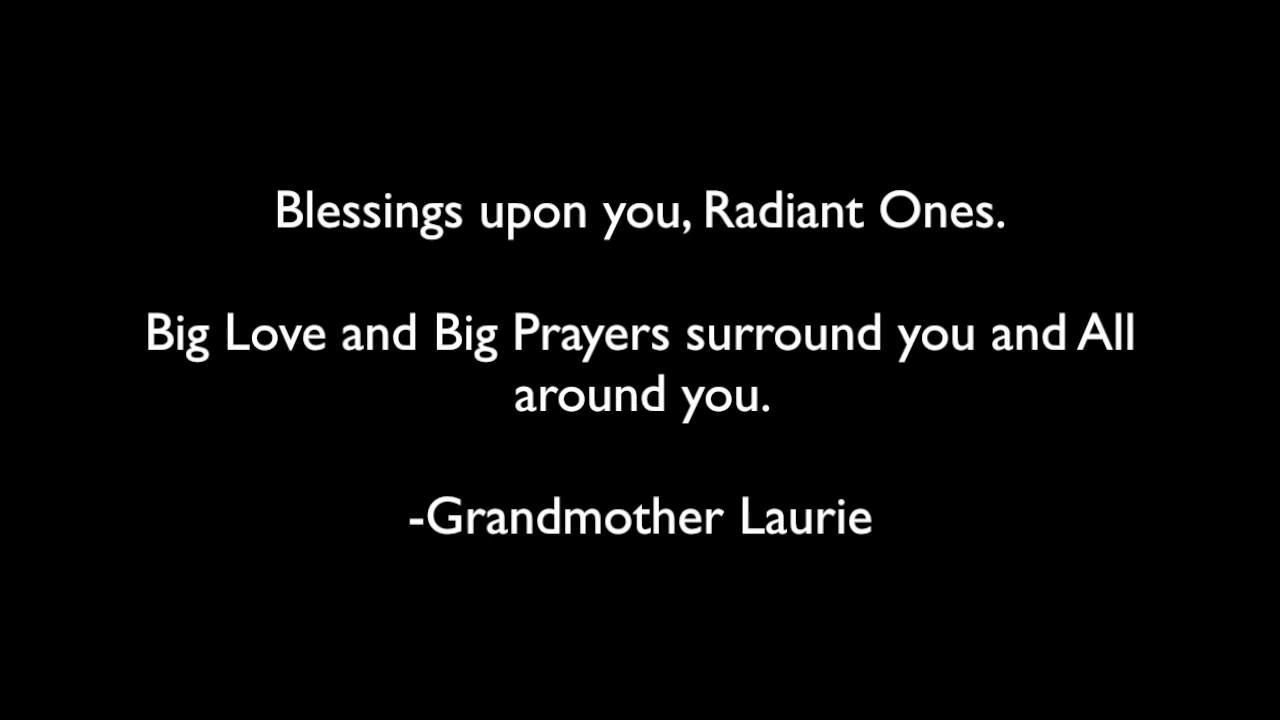 Blessings upon you, Radiant Ones.
Big Love and Big Prayers surround you and All
around you.
-Grandmother Laurie